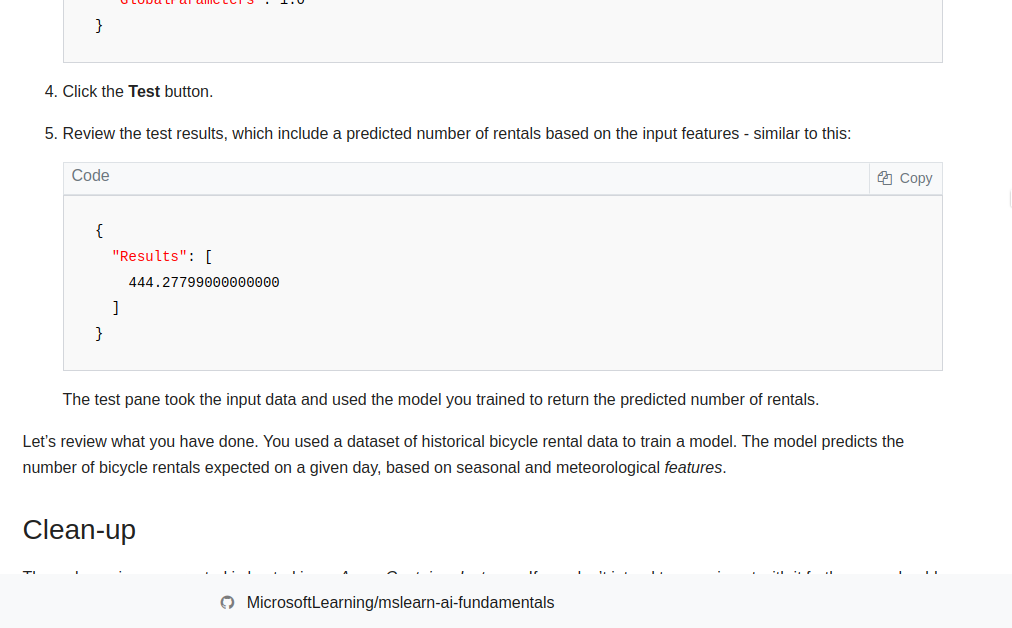 "GlobalParameters": 1.0
}
4. Click the Test button.
5. Review the test results, which include a predicted number of rentals based on the input features - similar to this:
Code
Copy
{
"Results": [
444.27799000000000
]
}
The test pane took the input data and used the model you trained to return the predicted number of rentals.
Let’s review what you have done. You used a dataset of historical bicycle rental data to train a model. The model predicts the
number of bicycle rentals expected on a given day, based on seasonal and meteorological features.
Clean-up
MicrosoftLearning/mslearn-ai-fundamentals